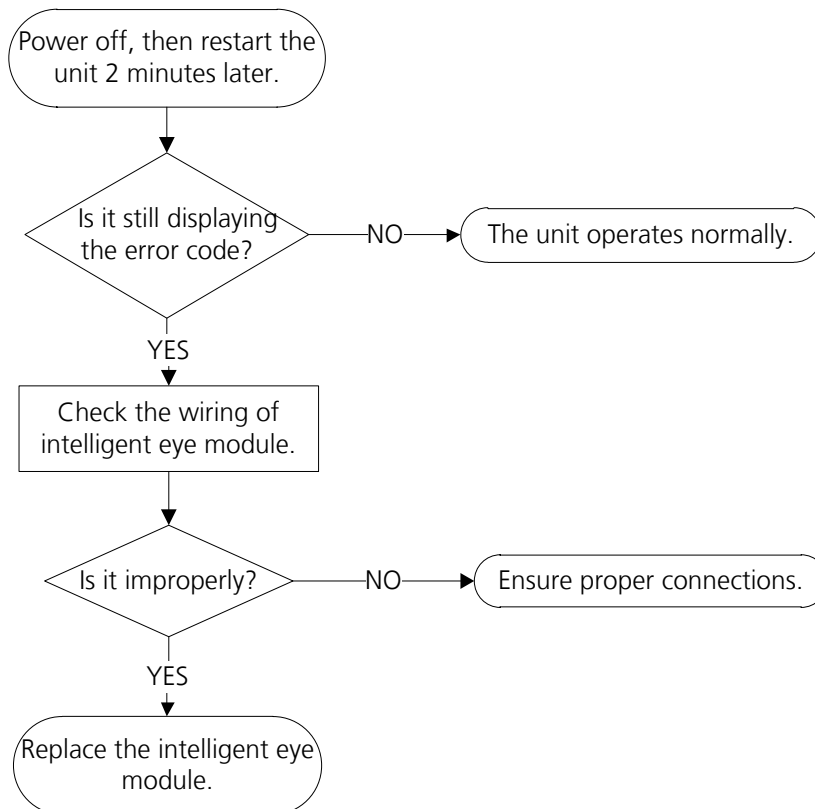 Power off, then restart the
unit 2 minutes later.
Is it still displaying
the error code?
NO
The unit operates normally.
YES
Check the wiring of
intelligent eye module.
Is it improperly?
NO
Ensure proper connections.
YES
Replace the intelligent eye
module.